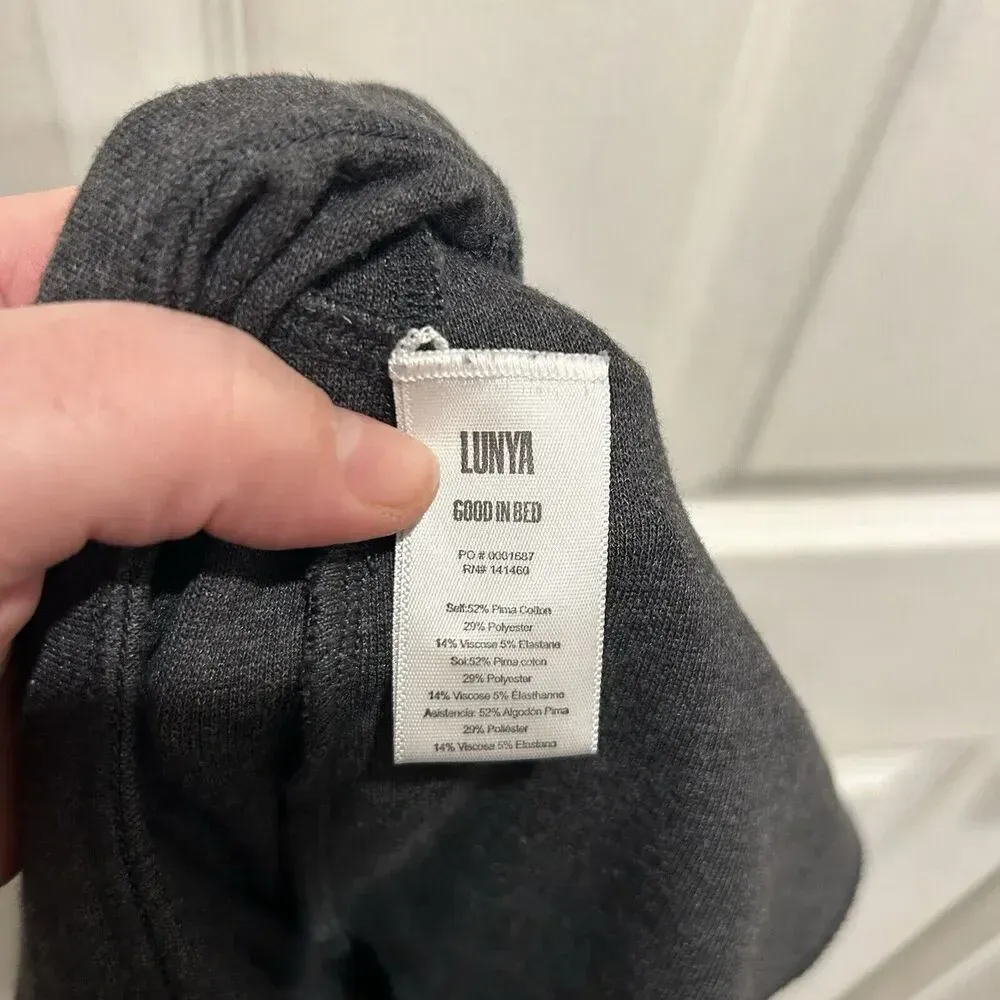 LUNYA
GOOD IN BED
PO # 0001687
RN# 141460
Self:52% Pima Cotton
29% Polyester
14% Viscose 5% Elastane
Soi:52% Pima coton
29% Polyester
14% Viscose 5% Élasthanne
Asistencia: 52% Algodón Pima
29% Poliéster
14% Viscosa 5% Elastano